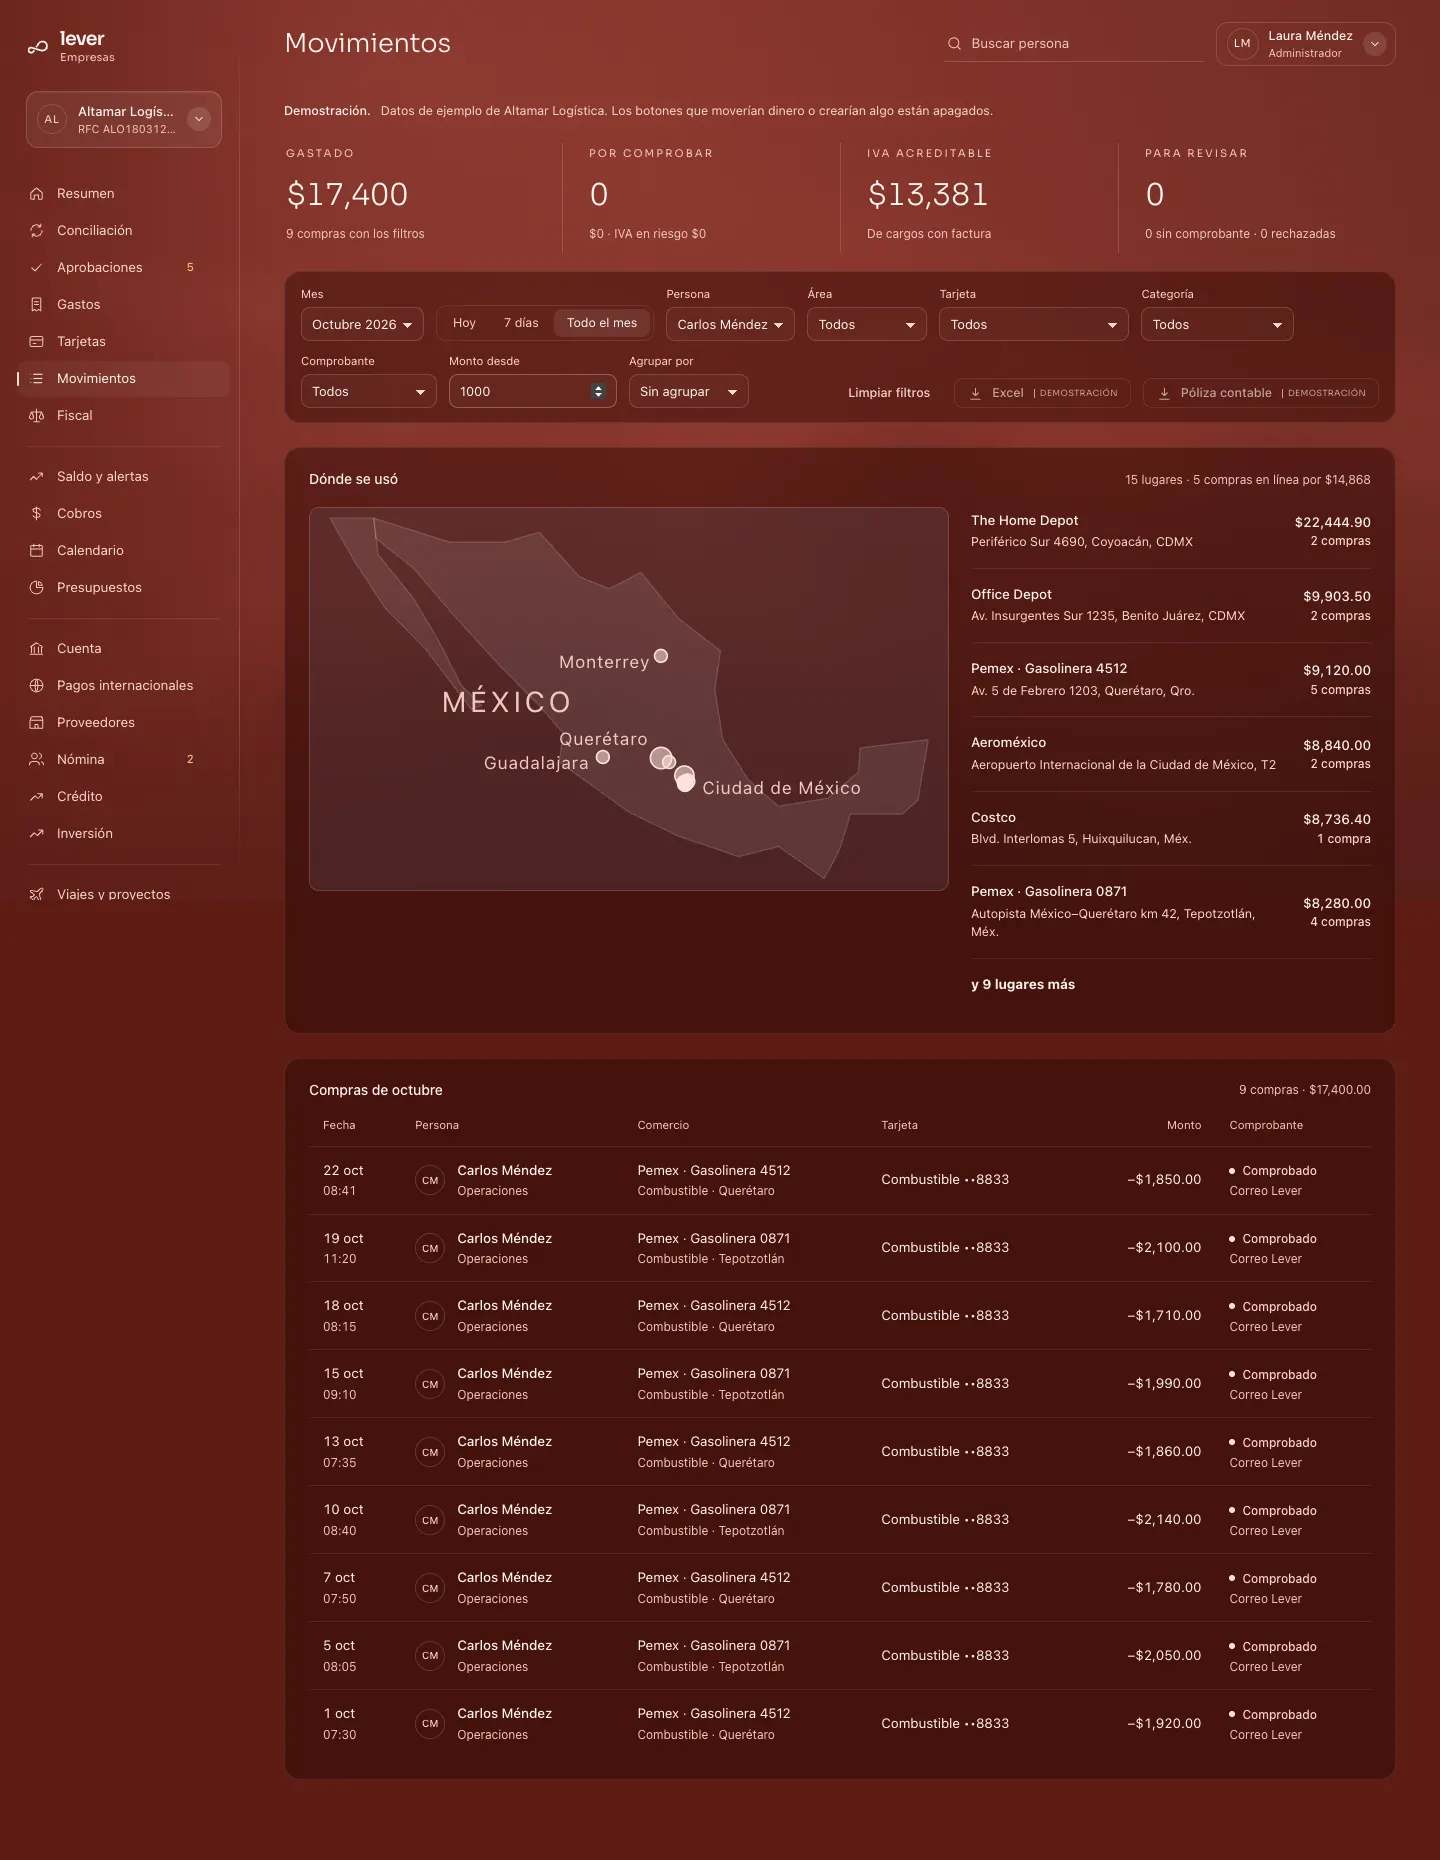 lever
Empresas
AL
Altamar Logís...
RFC ALO180312...
Resumen
Conciliación
Aprobaciones 5
Gastos
Tarjetas
Movimientos
Fiscal
Saldo y alertas
Cobros
Calendario
Presupuestos
Cuenta
Pagos internacionales
Proveedores
Nómina 2
Crédito
Inversión
Viajes y proyectos
Movimientos
Buscar persona
LM
Laura Méndez
Administrador
Demostración. Datos de ejemplo de Altamar Logística. Los botones que moverían dinero o crearían algo están apagados.
GASTADO
$17,400
9 compras con los filtros
POR COMPROBAR
0
$0 · IVA en riesgo $0
IVA ACREDITABLE
$13,381
De cargos con factura
PARA REVISAR
0
0 sin comprobante · 0 rechazadas
Mes
Octubre 2026
Hoy 7 días Todo el mes
Persona
Carlos Méndez
Área
Todos
Tarjeta
Todos
Categoría
Todos
Comprobante
Todos
Monto desde
1000
Agrupar por
Sin agrupar
Limpiar filtros
Excel | DEMOSTRACIÓN
Póliza contable | DEMOSTRACIÓN
Dónde se usó
15 lugares · 5 compras en línea por $14,868
Monterrey
MÉXICO
Querétaro
Guadalajara
Ciudad de México
The Home Depot $22,444.90
Periférico Sur 4690, Coyoacán, CDMX 2 compras
Office Depot $9,903.50
Av. Insurgentes Sur 1235, Benito Juárez, CDMX 2 compras
Pemex · Gasolinera 4512 $9,120.00
Av. 5 de Febrero 1203, Querétaro, Qro. 5 compras
Aeroméxico $8,840.00
Aeropuerto Internacional de la Ciudad de México, T2 2 compras
Costco $8,736.40
Blvd. Interlomas 5, Huixquilucan, Méx. 1 compra
Pemex · Gasolinera 0871 $8,280.00
Autopista México–Querétaro km 42, Tepotzotlán, 4 compras
Méx.
y 9 lugares más
Compras de octubre
9 compras · $17,400.00
Fecha Persona Comercio Tarjeta Monto Comprobante
22 oct CM Carlos Méndez Pemex · Gasolinera 4512 Combustible ··8833 −$1,850.00 Comprobado
08:41 Operaciones Combustible · Querétaro Correo Lever
19 oct CM Carlos Méndez Pemex · Gasolinera 0871 Combustible ··8833 −$2,100.00 Comprobado
11:20 Operaciones Combustible · Tepotzotlán Correo Lever
18 oct CM Carlos Méndez Pemex · Gasolinera 4512 Combustible ··8833 −$1,710.00 Comprobado
08:15 Operaciones Combustible · Querétaro Correo Lever
15 oct CM Carlos Méndez Pemex · Gasolinera 0871 Combustible ··8833 −$1,990.00 Comprobado
09:10 Operaciones Combustible · Tepotzotlán Correo Lever
13 oct CM Carlos Méndez Pemex · Gasolinera 4512 Combustible ··8833 −$1,860.00 Comprobado
07:35 Operaciones Combustible · Querétaro Correo Lever
10 oct CM Carlos Méndez Pemex · Gasolinera 0871 Combustible ··8833 −$2,140.00 Comprobado
08:40 Operaciones Combustible · Tepotzotlán Correo Lever
7 oct CM Carlos Méndez Pemex · Gasolinera 4512 Combustible ··8833 −$1,780.00 Comprobado
07:50 Operaciones Combustible · Querétaro Correo Lever
5 oct CM Carlos Méndez Pemex · Gasolinera 0871 Combustible ··8833 −$2,050.00 Comprobado
08:05 Operaciones Combustible · Tepotzotlán Correo Lever
1 oct CM Carlos Méndez Pemex · Gasolinera 4512 Combustible ··8833 −$1,920.00 Comprobado
07:30 Operaciones Combustible · Querétaro Correo Lever